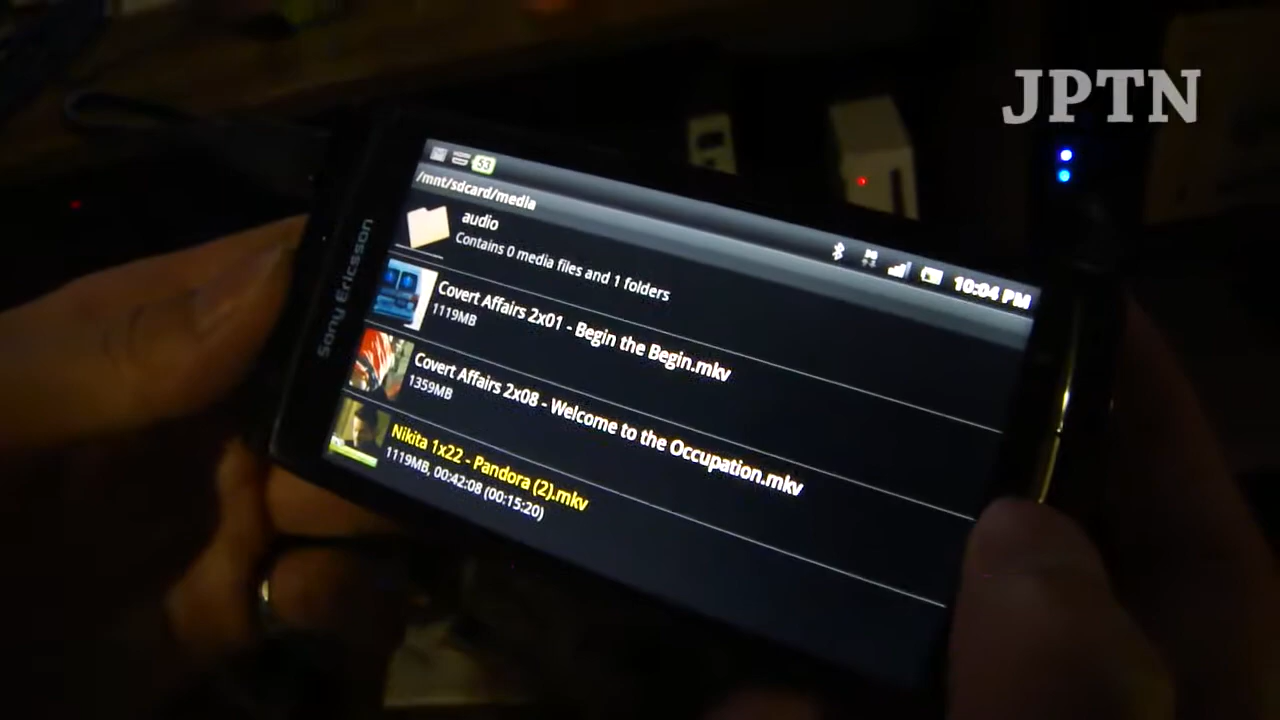 JPTN
53
10:04 PM
/mnt/sdcard/media
audio
Contains 0 media files and 1 folders
Covert Affairs 2x01 - Begin the Begin.mkv
1119MB
Covert Affairs 2x08 - Welcome to the Occupation.mkv
1359MB
Nikita 1x22 - Pandora (2).mkv
1119MB, 00:42:08 (00:15:20)
Sony Ericsson